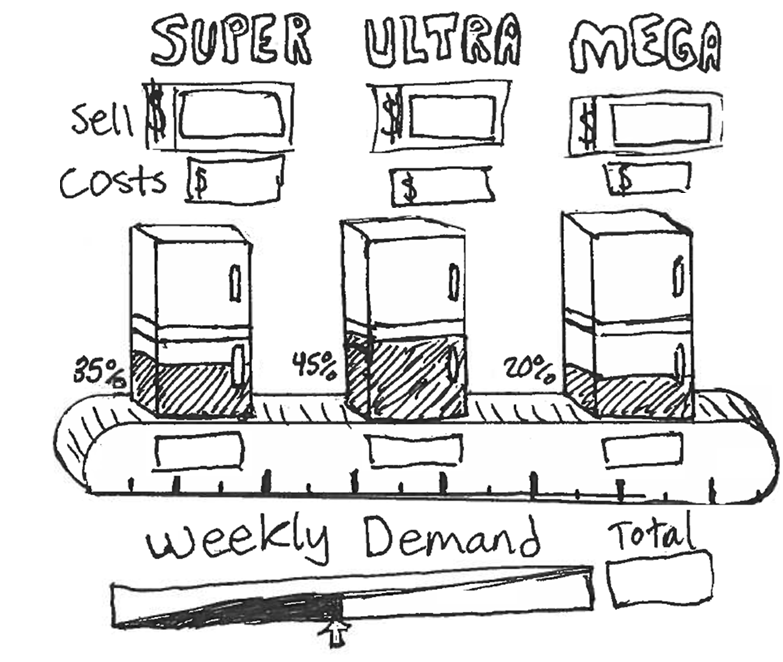 SUPER ULTRA MEGA
Sell $ $ $
Costs $ $ $
35% 45% 20%
Weekly Demand Total